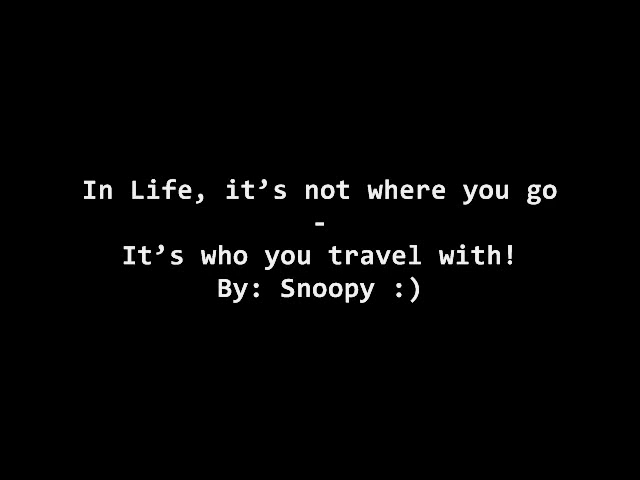 In Life, it’s not where you go
-
It’s who you travel with!
By: Snoopy :)